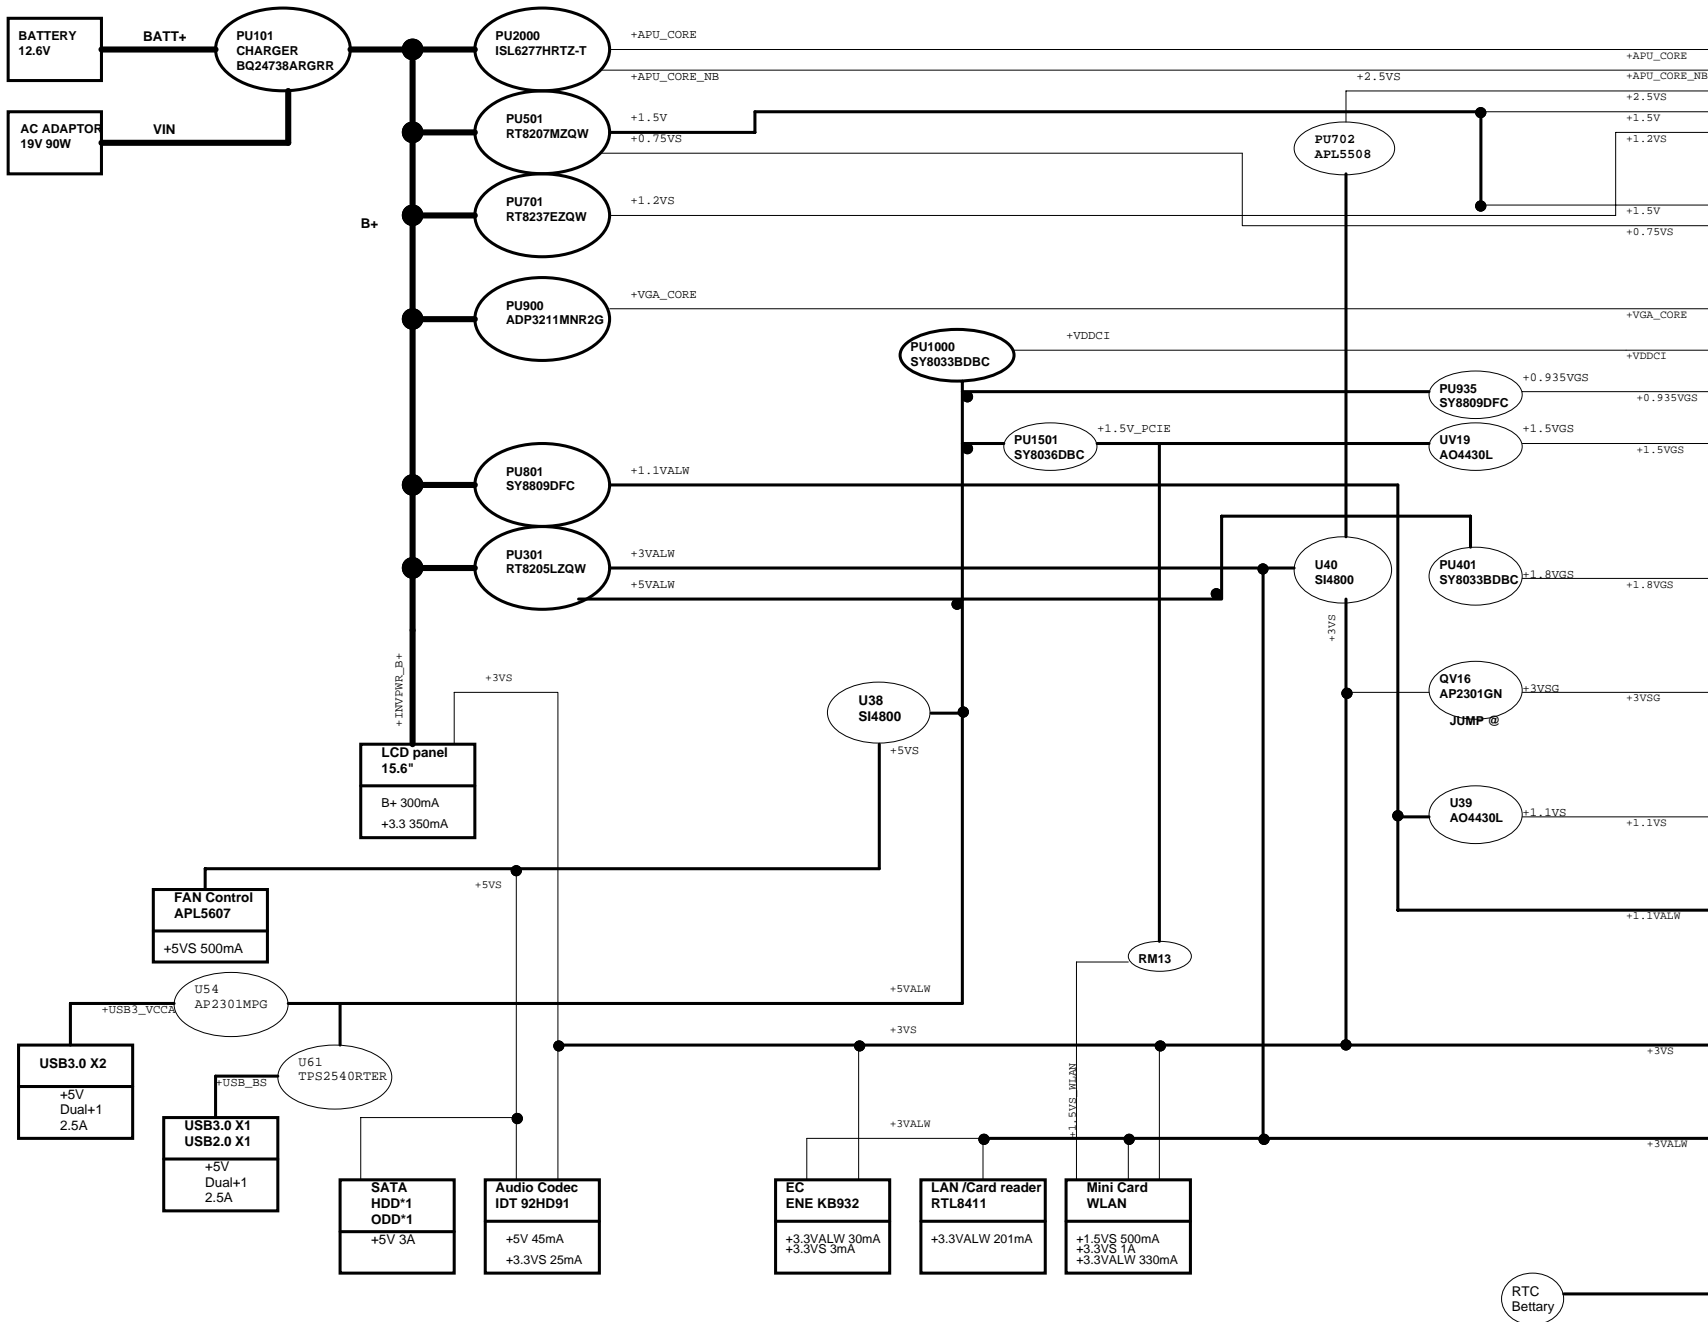 BATTERY
12.6V
BATT+
PU101
CHARGER
BQ24738ARGRR
AC ADAPTOR
19V 90W
VIN
B+
PU2000
ISL6277HRTZ-T
+APU_CORE
+APU_CORE_NB
PU501
RT8207MZQW
+1.5V
+0.75VS
PU701
RT8237EZQW
+1.2VS
PU900
ADP3211MNR2G
+VGA_CORE
PU801
SY8809DFC
+1.1VALW
PU301
RT8205LZQW
+3VALW
+5VALW
+2.5VS
PU702
APL5508
+APU_CORE
+APU_CORE_NB
+2.5VS
+1.5V
+1.2VS
+1.5V
+0.75VS
+VGA_CORE
PU1000
SY8033BDBC
+VDDCI
+VDDCI
PU935
SY8809DFC
+0.935VGS
+0.935VGS
PU1501
SY8036DBC
+1.5V_PCIE
UV19
AO4430L
+1.5VGS
+1.5VGS
U40
SI4800
+3VS
PU401
SY8033BDBC
+1.8VGS
+1.8VGS
QV16
AP2301GN
JUMP @
+3VSG
+3VSG
U39
AO4430L
+1.1VS
+1.1VS
+1.1VALW
+INVPWR_B+
+3VS
LCD panel
15.6"
B+ 300mA
+3.3 350mA
U38
SI4800
+5VS
+5VS
FAN Control
APL5607
+5VS 500mA
RM13
U54
AP2301MPG
+USB3_VCCA
+5VALW
USB3.0 X2
+5V
Dual+1
2.5A
U61
TPS2540RTER
+USB_BS
USB3.0 X1
USB2.0 X1
+5V
Dual+1
2.5A
+3VS
+3VS
+1.5VS_WLAN
+3VALW
+3VALW
SATA
HDD*1
ODD*1
+5V 3A
Audio Codec
IDT 92HD91
+5V 45mA
+3.3VS 25mA
EC
ENE KB932
+3.3VALW 30mA
+3.3VS 3mA
LAN /Card reader
RTL8411
+3.3VALW 201mA
Mini Card
WLAN
+1.5VS 500mA
+3.3VS 1A
+3.3VALW 330mA
RTC
Bettary